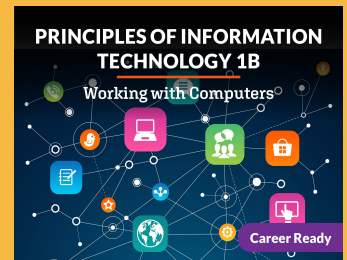 PRINCIPLES OF INFORMATION
TECHNOLOGY 1B
Working with Computers
Career Ready